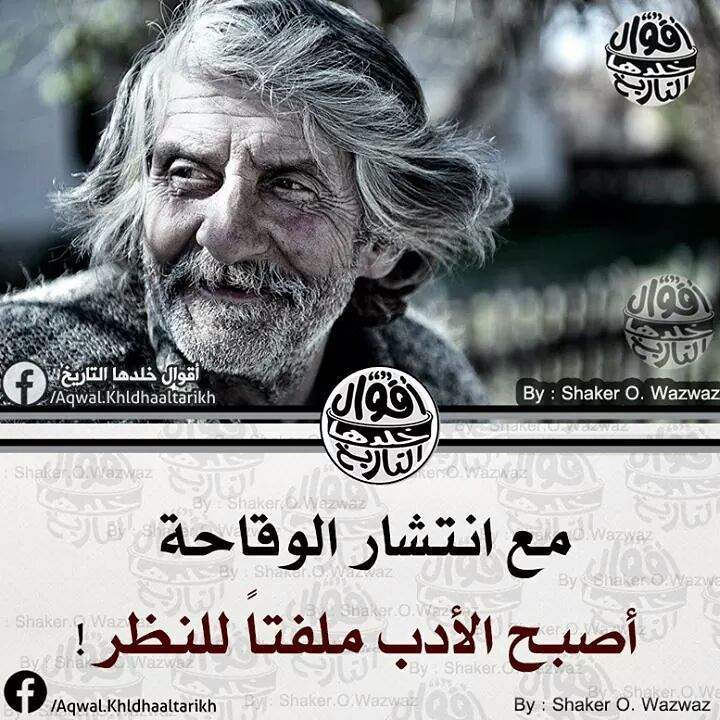 أقوال
خلدها
التاريخ
أقوال خلدها التاريخ
/Aqwal.Khldhaaltarikh
By : Shaker O. Wazwaz
أقوال
خلدها
التاريخ
مع انتشار الوقاحة
أصبح الأدب ملفتاً للنظر !
/Aqwal.Khldhaaltarikh
By : Shaker O. Wazwaz